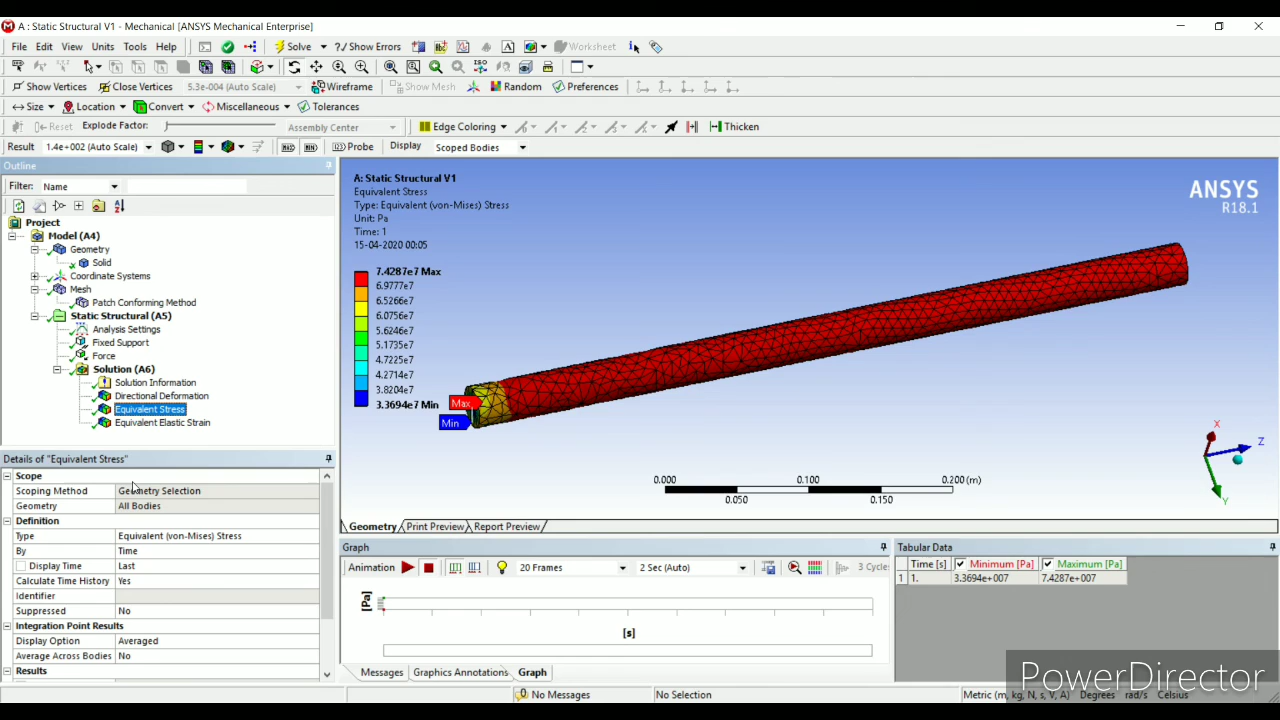 A : Static Structural V1 - Mechanical [ANSYS Mechanical Enterprise]
File Edit View Units Tools Help Solve ?/ Show Errors Worksheet
Show Vertices Close Vertices 5.3e-004 (Auto Scale) Wireframe Show Mesh Random Preferences
Size Location Convert Miscellaneous Tolerances
Reset Explode Factor: Assembly Center Edge Coloring Thicken
Result 1.4e+002 (Auto Scale) Probe Display Scoped Bodies
Outline
Filter: Name
Project
Model (A4)
Geometry
Solid
Coordinate Systems
Mesh
Patch Conforming Method
Static Structural (A5)
Analysis Settings
Fixed Support
Force
Solution (A6)
Solution Information
Directional Deformation
Equivalent Stress
Equivalent Elastic Strain
Details of "Equivalent Stress"
Scope
Scoping Method Geometry Selection
Geometry All Bodies
Definition
Type Equivalent (von-Mises) Stress
By Time
Display Time Last
Calculate Time History Yes
Identifier
Suppressed No
Integration Point Results
Display Option Averaged
Average Across Bodies No
Results
A: Static Structural V1
Equivalent Stress
Type: Equivalent (von-Mises) Stress
Unit: Pa
Time: 1
15-04-2020 00:05
7.4287e7 Max
6.9777e7
6.5266e7
6.0756e7
5.6246e7
5.1735e7
4.7225e7
4.2714e7
3.8204e7
3.3694e7 Min
Max
Min
ANSYS
R18.1
X
Z
Y
0.000 0.100 0.200 (m)
0.050 0.150
Geometry Print Preview Report Preview
Graph
Animation 20 Frames 2 Sec (Auto) 3 Cycle
[Pa]
[s]
Messages Graphics Annotations Graph
Tabular Data
Time [s] Minimum [Pa] Maximum [Pa]
1 1. 3.3694e+007 7.4287e+007
No Messages No Selection Metric (m, kg, N, s, V, A) Degrees rad/s Celsius
PowerDirector